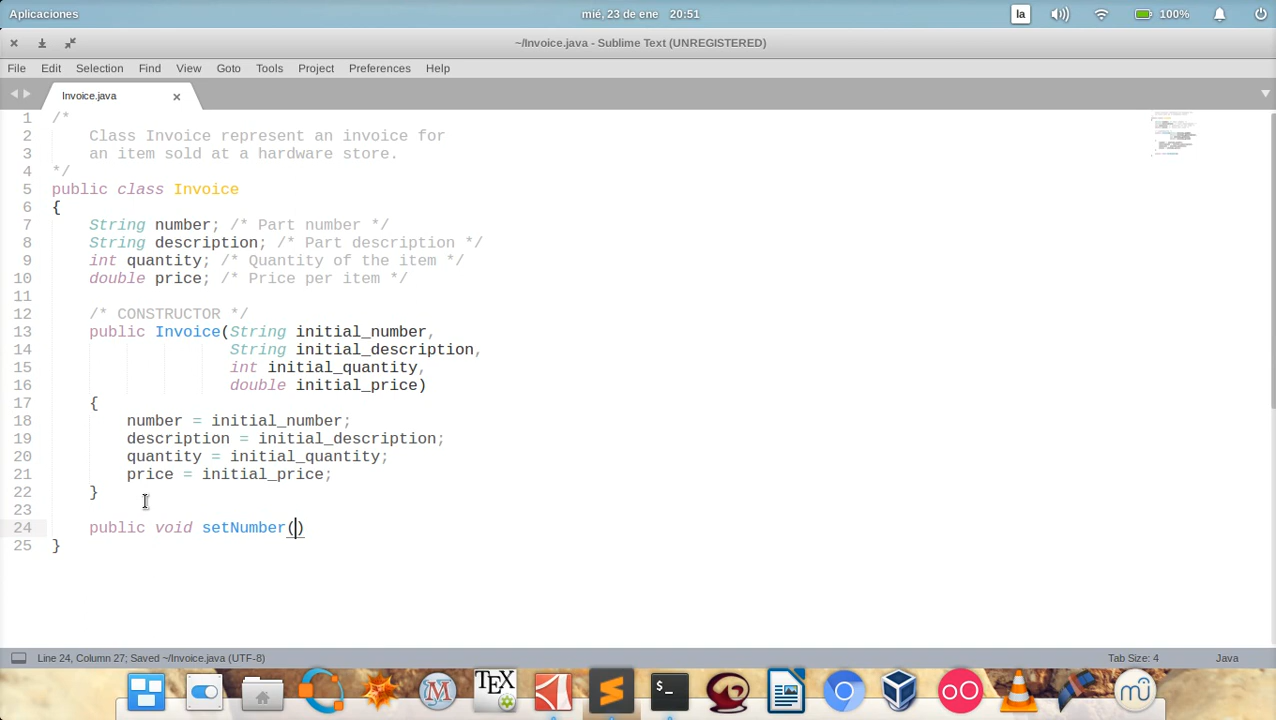 Aplicaciones
mié, 23 de ene 20:51
la
100%
~/Invoice.java - Sublime Text (UNREGISTERED)
File Edit Selection Find View Goto Tools Project Preferences Help
Invoice.java
1 /*
2 Class Invoice represent an invoice for
3 an item sold at a hardware store.
4 */
5 public class Invoice
6 {
7 String number; /* Part number */
8 String description; /* Part description */
9 int quantity; /* Quantity of the item */
10 double price; /* Price per item */
11
12 /* CONSTRUCTOR */
13 public Invoice(String initial_number,
14 String initial_description,
15 int initial_quantity,
16 double initial_price)
17 {
18 number = initial_number;
19 description = initial_description;
20 quantity = initial_quantity;
21 price = initial_price;
22 }
23
24 public void setNumber()
25 }
Line 24, Column 27; Saved ~/Invoice.java (UTF-8)
Tab Size: 4
Java
TEX